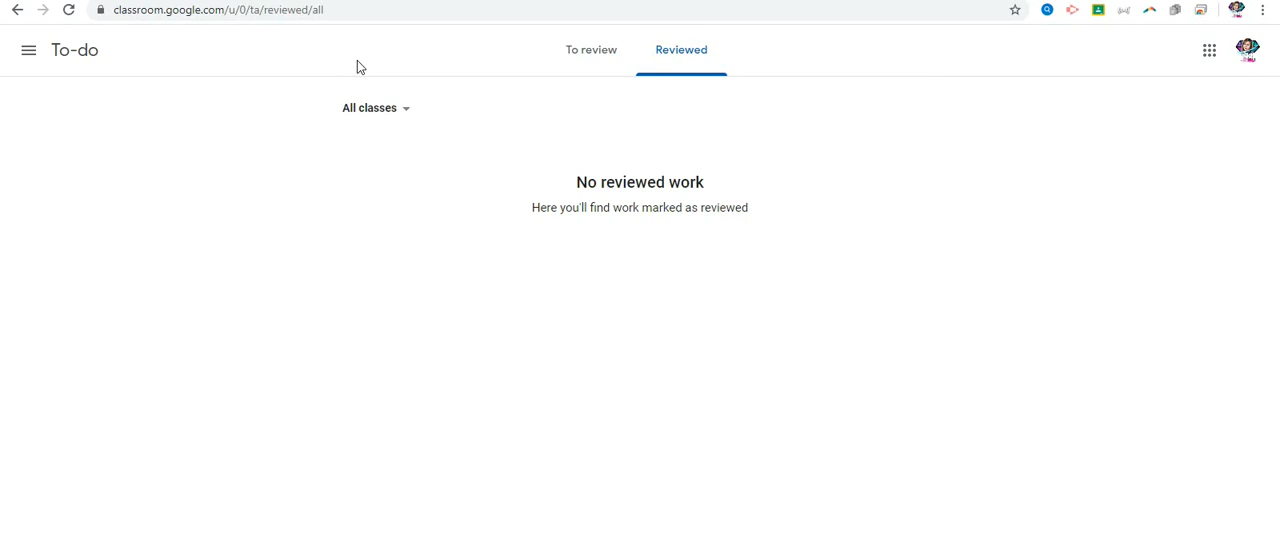 classroom.google.com/u/0/ta/reviewed/all
To-do
To review
Reviewed
All classes
No reviewed work
Here you'll find work marked as reviewed